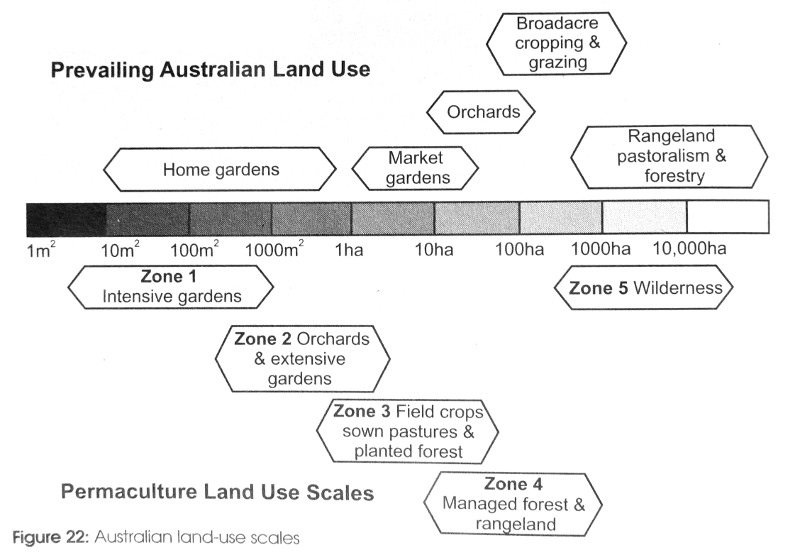 Prevailing Australian Land Use
Broadacre
cropping &
grazing
Orchards
Home gardens
Market
gardens
Rangeland
pastoralism &
forestry
1m² 10m² 100m² 1000m² 1ha 10ha 100ha 1000ha 10,000ha
Zone 1
Intensive gardens
Zone 5 Wilderness
Zone 2 Orchards
& extensive
gardens
Zone 3 Field crops
sown pastures &
planted forest
Zone 4
Managed forest &
rangeland
Permaculture Land Use Scales
Figure 22: Australian land-use scales